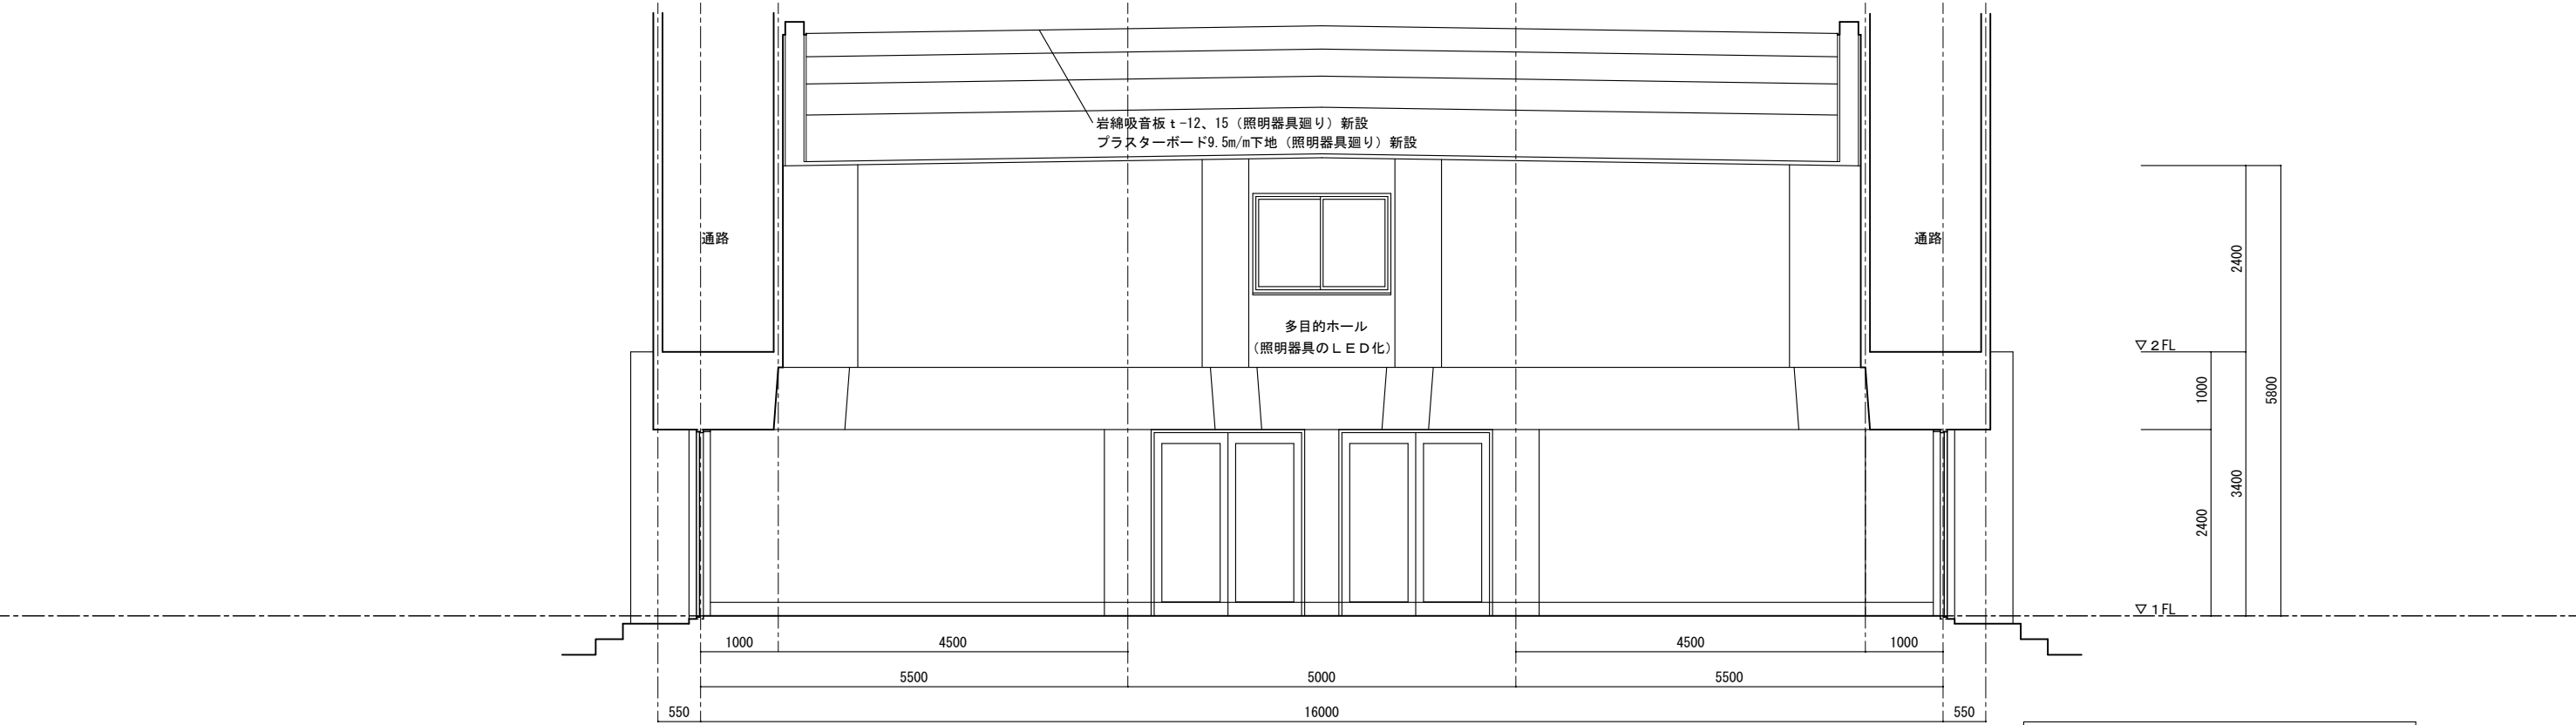 岩綿吸音板ｔ-12、15（照明器具廻り）新設
プラスターボード9.5m/m下地（照明器具廻り）新設
通路
通路
多目的ホール
（照明器具のＬＥＤ化）
2400
▽２FL
1000
5800
3400
2400
▽１FL
1000
4500
4500
1000
5500
5000
5500
550
16000
550